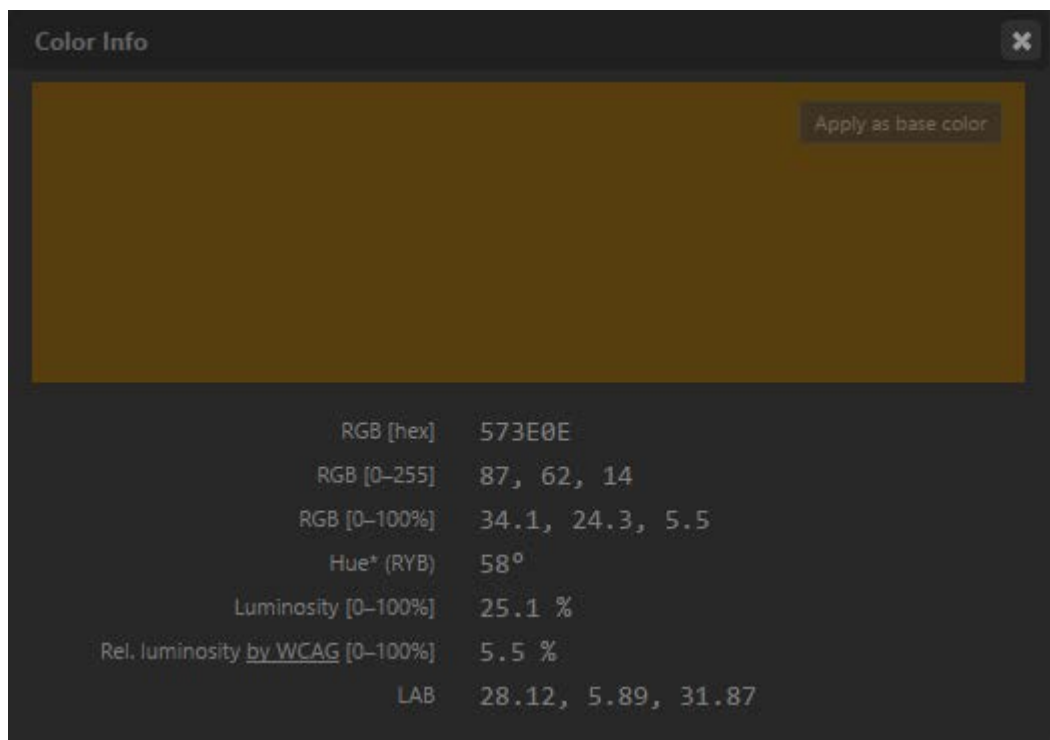 Color Info
Apply as base color
RGB [hex] 573E0E
RGB [0–255] 87, 62, 14
RGB [0–100%] 34.1, 24.3, 5.5
Hue* (RYB) 58°
Luminosity [0–100%] 25.1 %
Rel. luminosity by WCAG [0–100%] 5.5 %
LAB 28.12, 5.89, 31.87